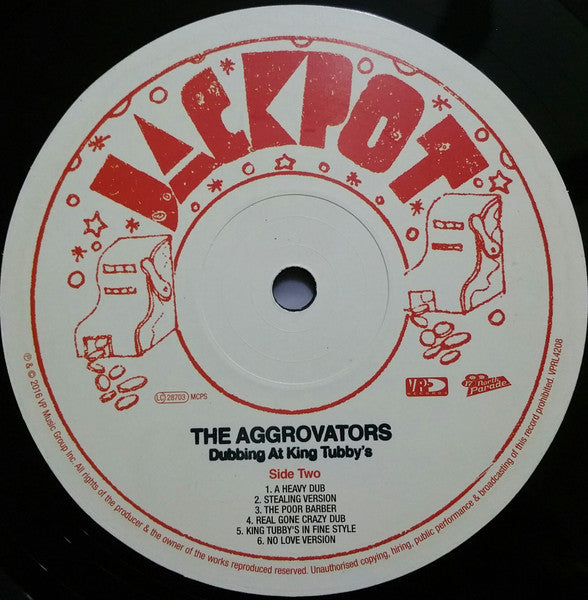 JACKPOT
LC 28703 MCPS
VP
RECORDS
17 North
Parade
THE AGGROVATORS
Dubbing At King Tubby's
Side Two
1. A HEAVY DUB
2. STEALING VERSION
3. THE POOR BARBER
4. REAL GONE CRAZY DUB
5. KING TUBBY'S IN FINE STYLE
6. NO LOVE VERSION
℗ & © 2016 VP Music Group Inc. All rights of the producer & the owner of the works reproduced reserved. Unauthorised copying, hiring, public performance & broadcasting of this record prohibited. VPRL4208